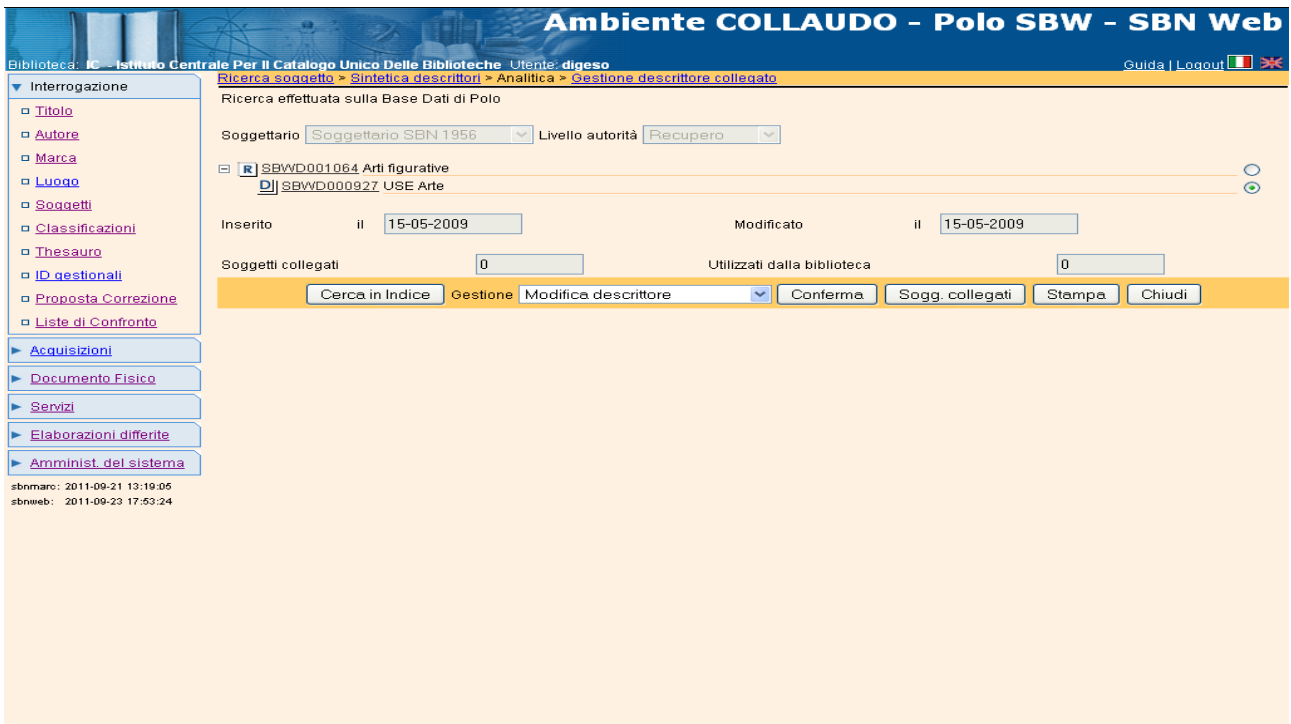 Ambiente COLLAUDO - Polo SBW - SBN Web
Biblioteca: IC - Istituto Centrale Per Il Catalogo Unico Delle Biblioteche Utente: digeso
Guida | Logout
Ricerca soggetto > Sintetica descrittori > Analitica > Gestione descrittore collegato
Interrogazione
Titolo
Autore
Marca
Luogo
Soggetti
Classificazioni
Thesauro
ID gestionali
Proposta Correzione
Liste di Confronto
Acquisizioni
Documento Fisico
Servizi
Elaborazioni differite
Amminist. del sistema
sbnmarc: 2011-09-21 13:19:05
sbnweb: 2011-09-23 17:53:24
Ricerca effettuata sulla Base Dati di Polo
Soggettario Soggettario SBN 1956 Livello autorità Recupero
R SBWD001064 Arti figurative
D SBWD000927 USE Arte
Inserito il 15-05-2009 Modificato il 15-05-2009
Soggetti collegati 0 Utilizzati dalla biblioteca 0
Cerca in Indice Gestione Modifica descrittore Conferma Sogg. collegati Stampa Chiudi